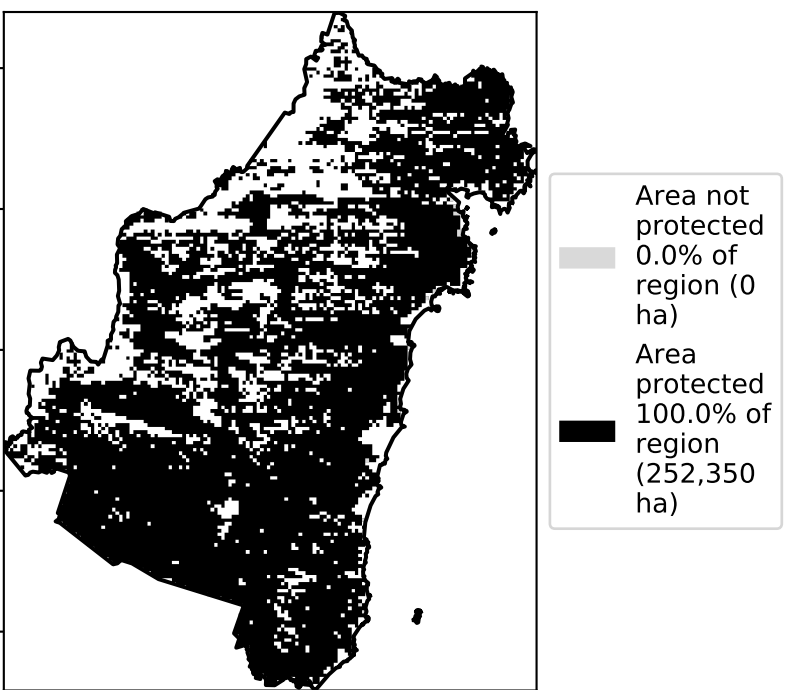 Area not
protected
0.0% of
region (0
ha)
Area
protected
100.0% of
region
(252,350
ha)